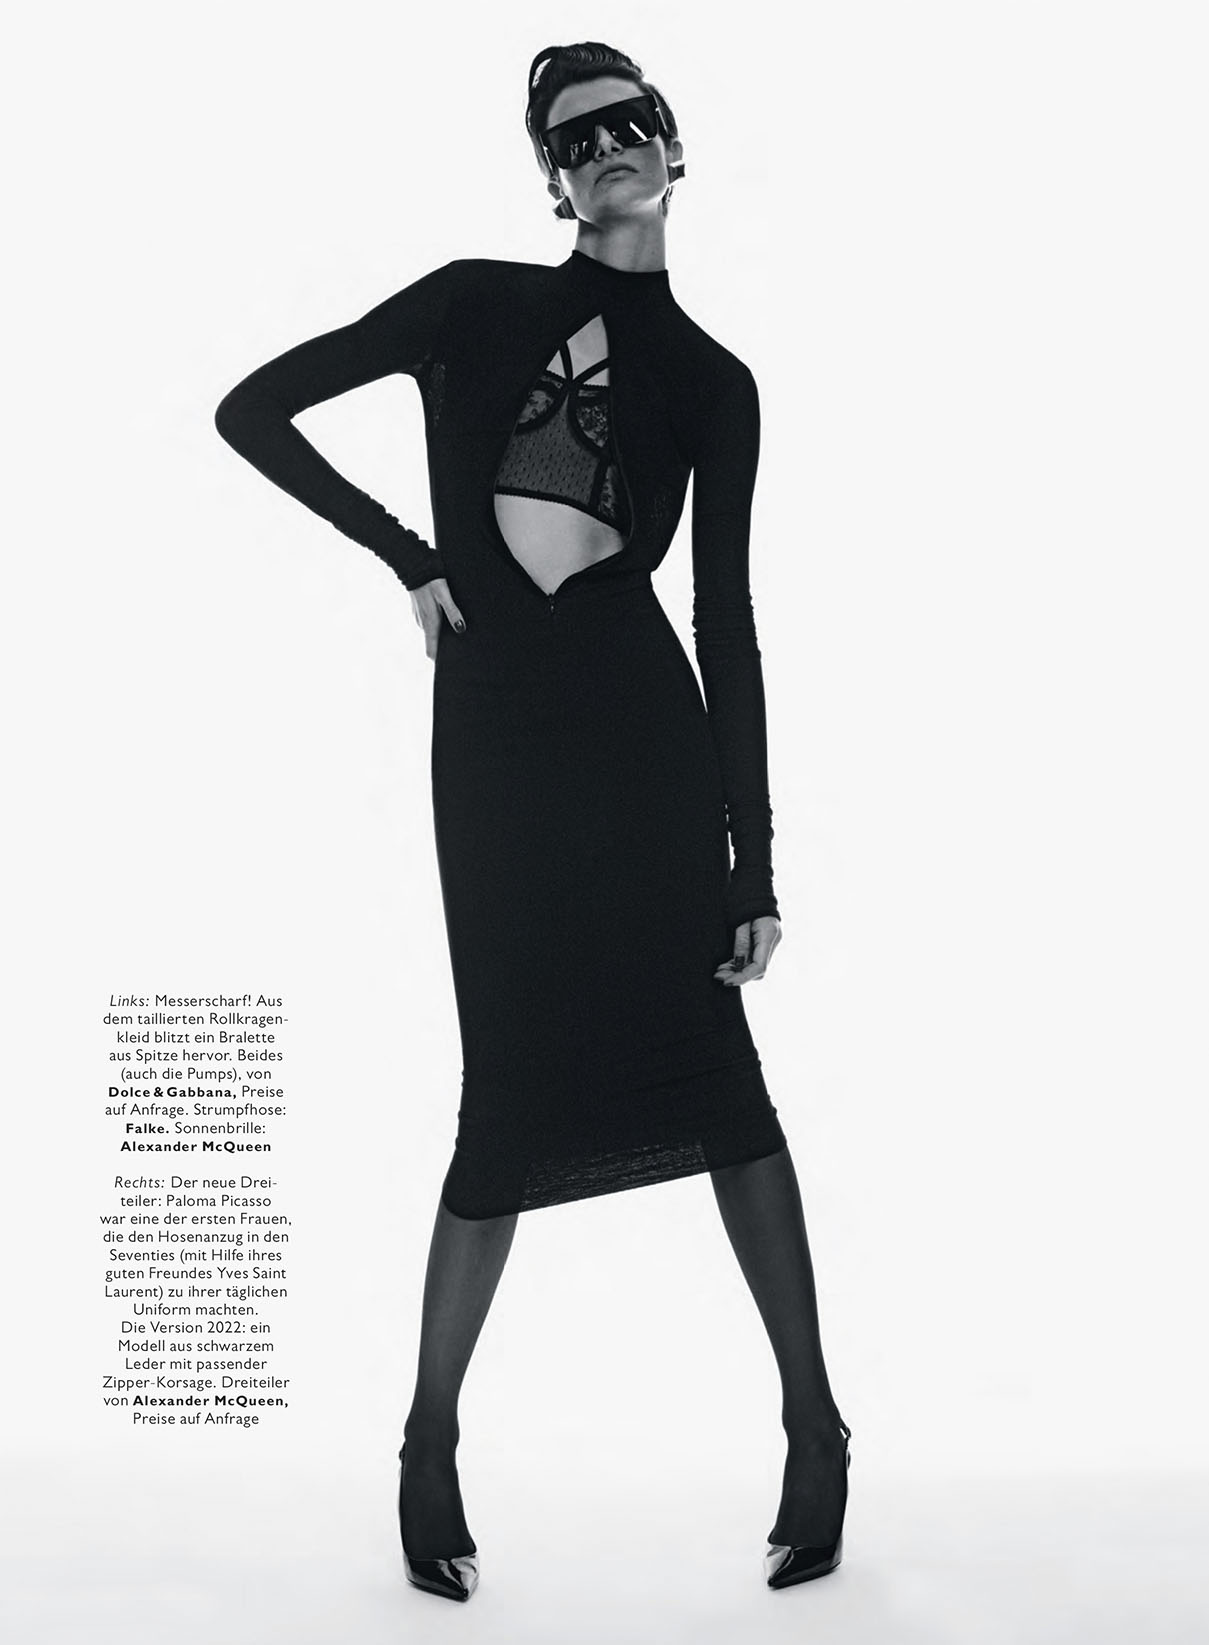 Links: Messerscharf! Aus
dem taillierten Rollkragen-
kleid blitzt ein Bralette
aus Spitze hervor. Beides
(auch die Pumps), von
Dolce & Gabbana, Preise
auf Anfrage. Strumpfhose:
Falke. Sonnenbrille:
Alexander McQueen
Rechts: Der neue Drei-
teiler: Paloma Picasso
war eine der ersten Frauen,
die den Hosenanzug in den
Seventies (mit Hilfe ihres
guten Freundes Yves Saint
Laurent) zu ihrer täglichen
Uniform machten.
Die Version 2022: ein
Modell aus schwarzem
Leder mit passender
Zipper-Korsage. Dreiteiler
von Alexander McQueen,
Preise auf Anfrage